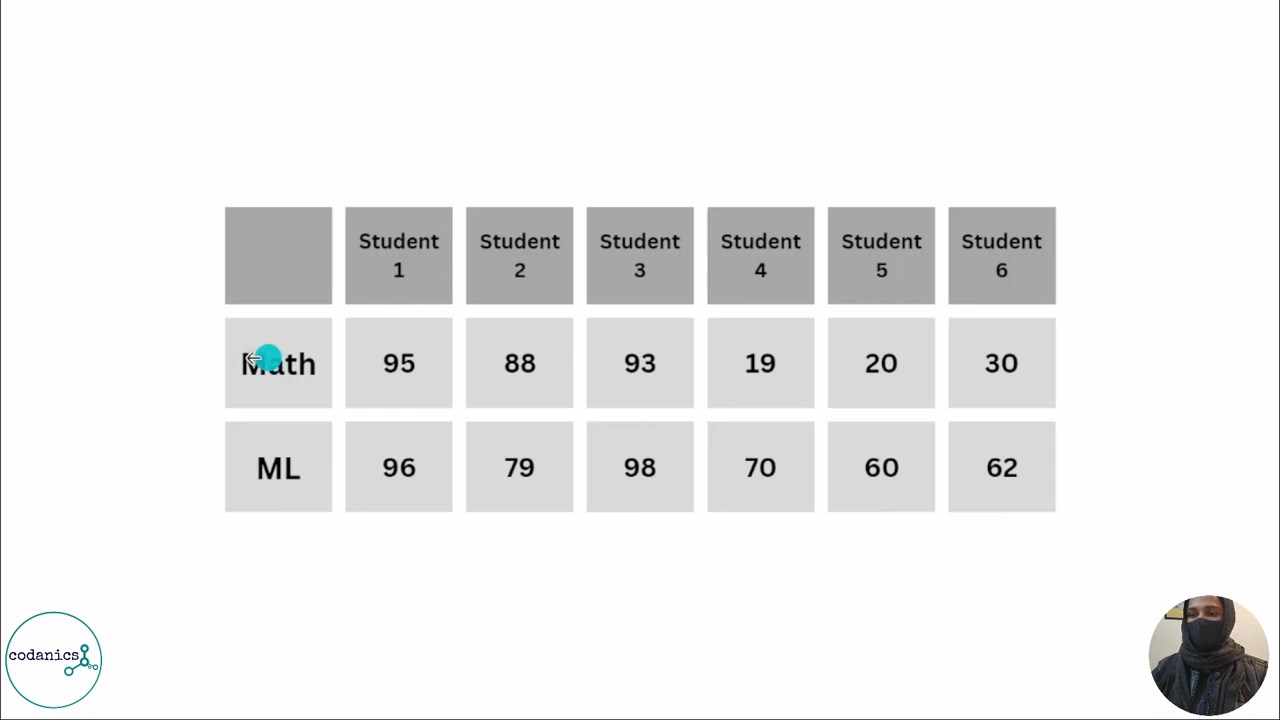 Student 1
Student 2
Student 3
Student 4
Student 5
Student 6
Math 95 88 93 19 20 30
ML 96 79 98 70 60 62
codanics